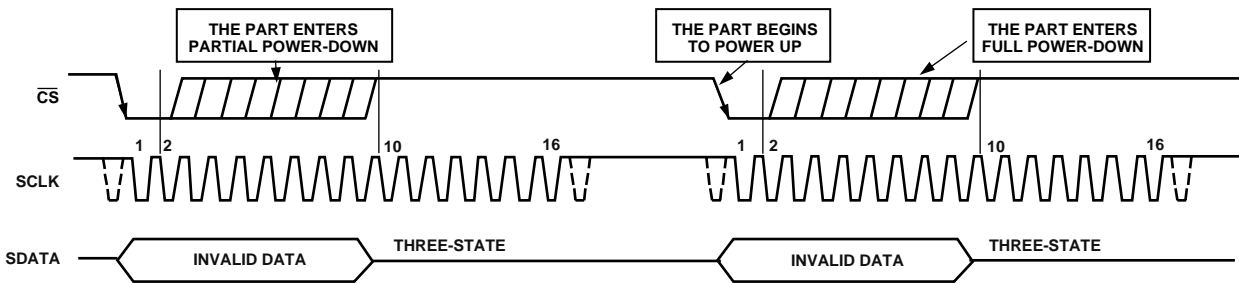 THE PART ENTERS
PARTIAL POWER-DOWN
THE PART BEGINS
TO POWER UP
THE PART ENTERS
FULL POWER-DOWN
CS
1 2 10 16 1 2 10 16
SCLK
SDATA
INVALID DATA
THREE-STATE
INVALID DATA
THREE-STATE